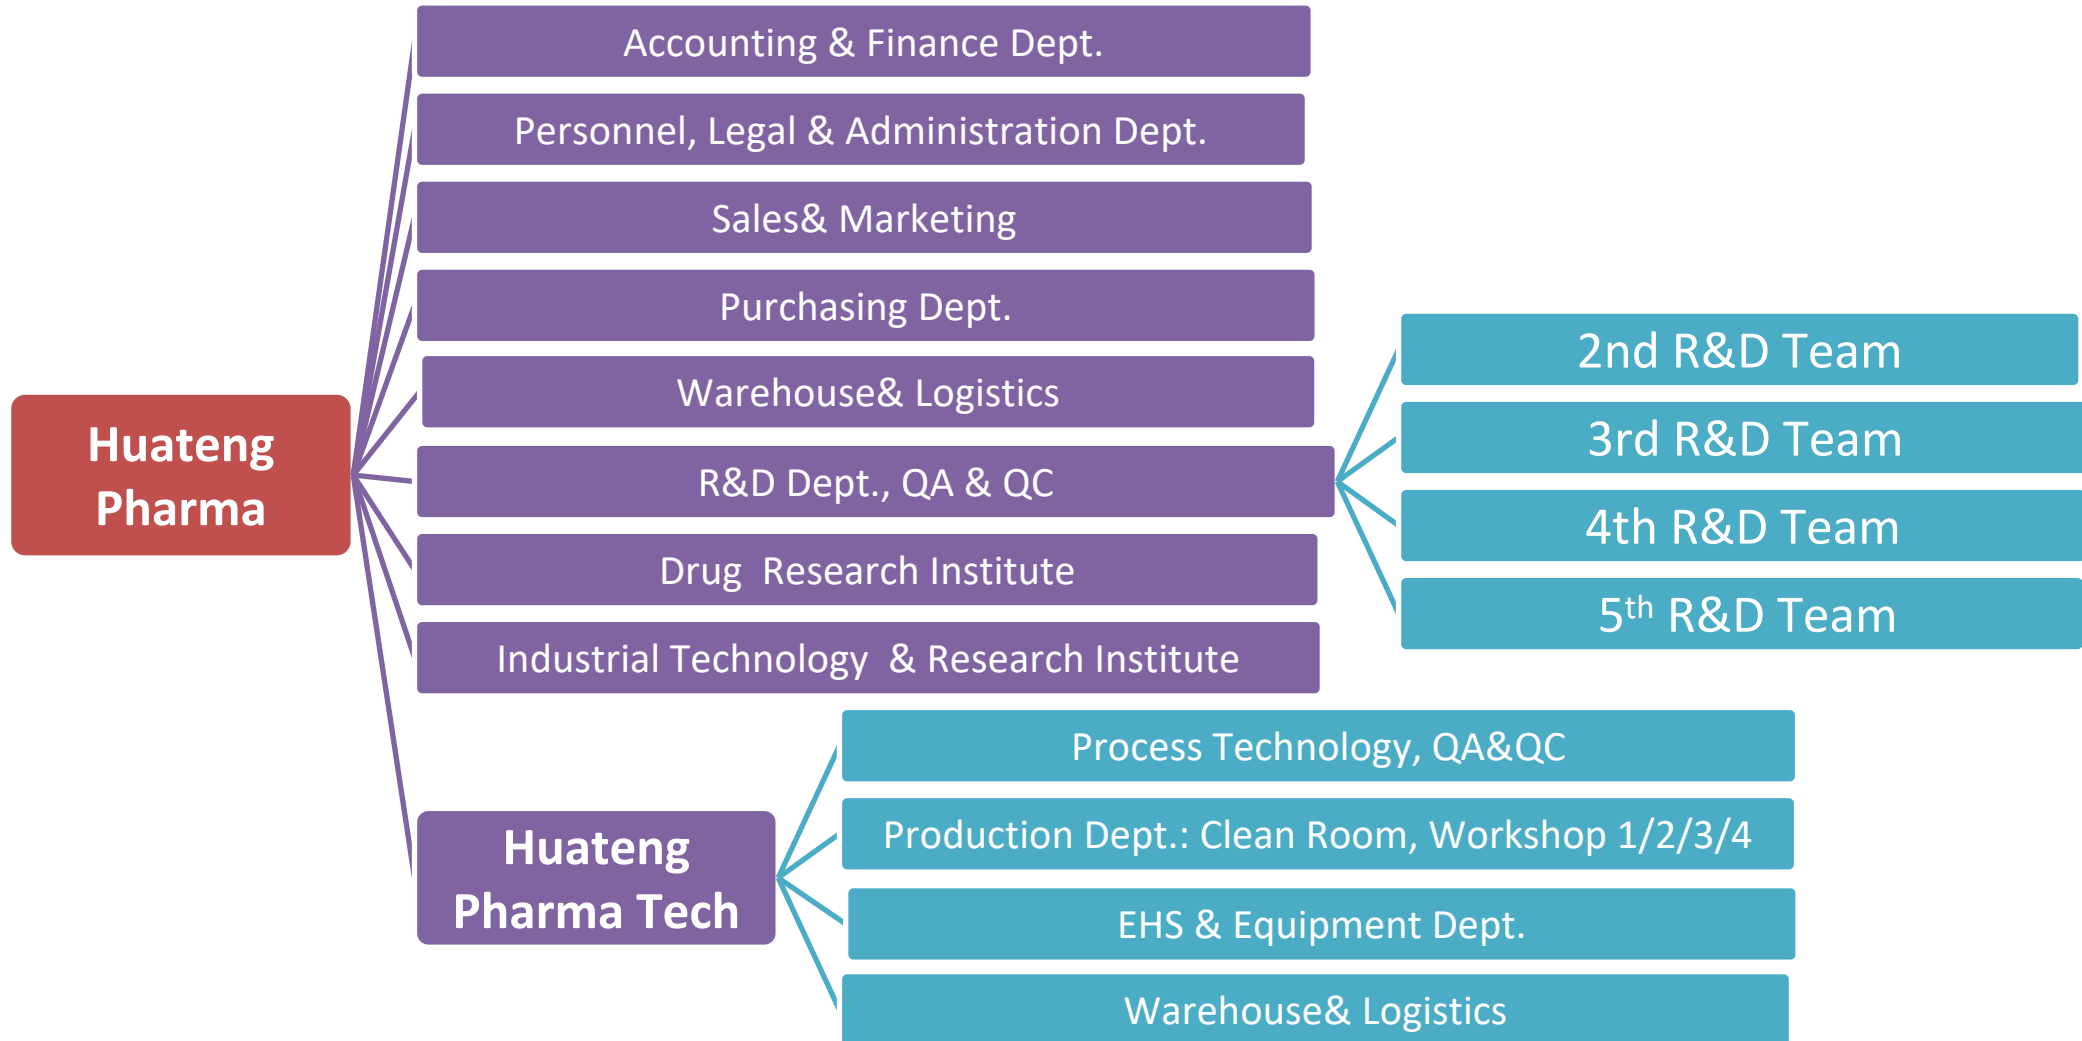 Accounting & Finance Dept.
Personnel, Legal & Administration Dept.
Sales& Marketing
Purchasing Dept.
Warehouse& Logistics
Huateng
Pharma
R&D Dept., QA & QC
Drug  Research Institute
Industrial Technology  & Research Institute
2nd R&D Team
3rd R&D Team
4th R&D Team
5th R&D Team
Huateng
Pharma Tech
Process Technology, QA&QC
Production Dept.: Clean Room, Workshop 1/2/3/4
EHS & Equipment Dept.
Warehouse& Logistics